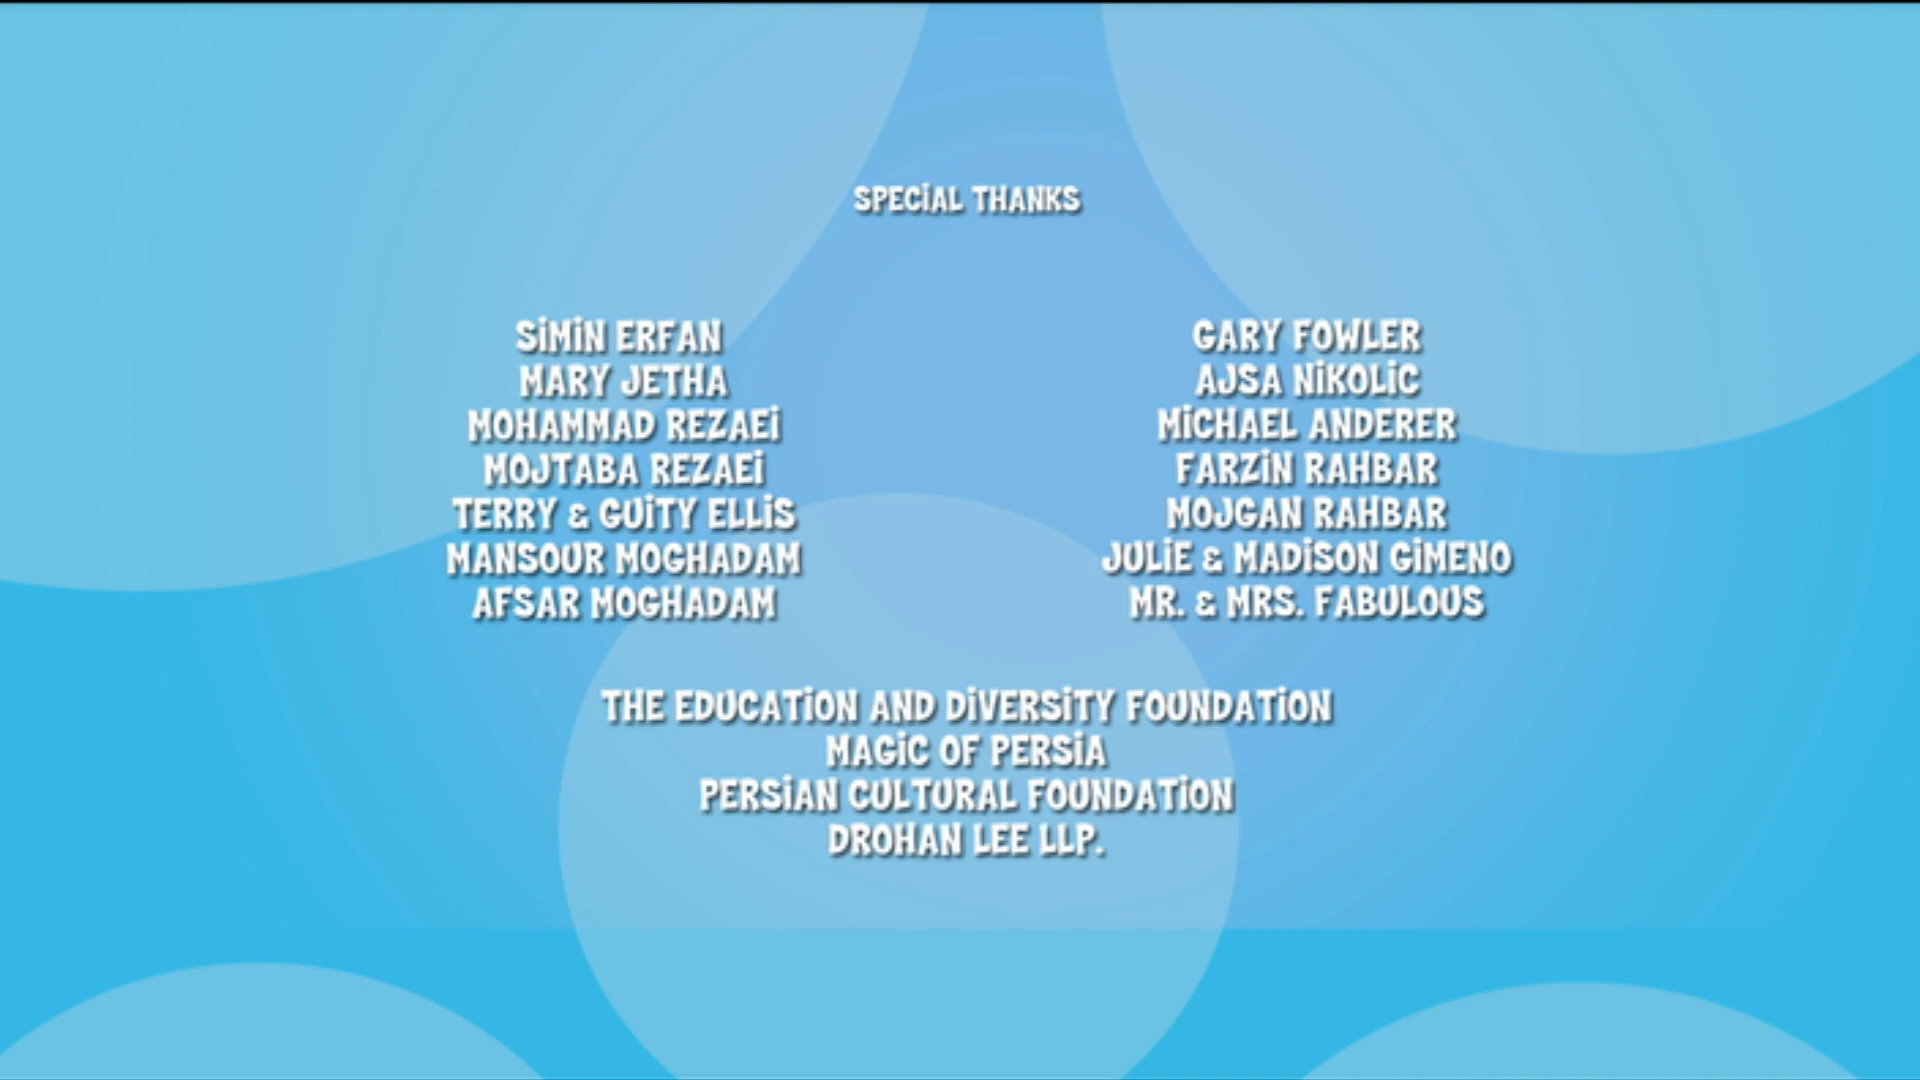 SPECiAL THANKS
SiMiN ERFAN
MARY JETHA
MOHAMMAD REZAEi
MOJTABA REZAEi
TERRY & GUiTY ELLiS
MANSOUR MOGHADAM
AFSAR MOGHADAM
GARY FOWLER
AJSA NiKOLiC
MiCHAEL ANDERER
FARZiN RAHBAR
MOJGAN RAHBAR
JULiE & MADiSON GiMENO
MR. & MRS. FABULOUS
THE EDUCATiON AND DiVERSiTY FOUNDATiON
MAGiC OF PERSiA
PERSiAN CULTURAL FOUNDATiON
DROHAN LEE LLP.